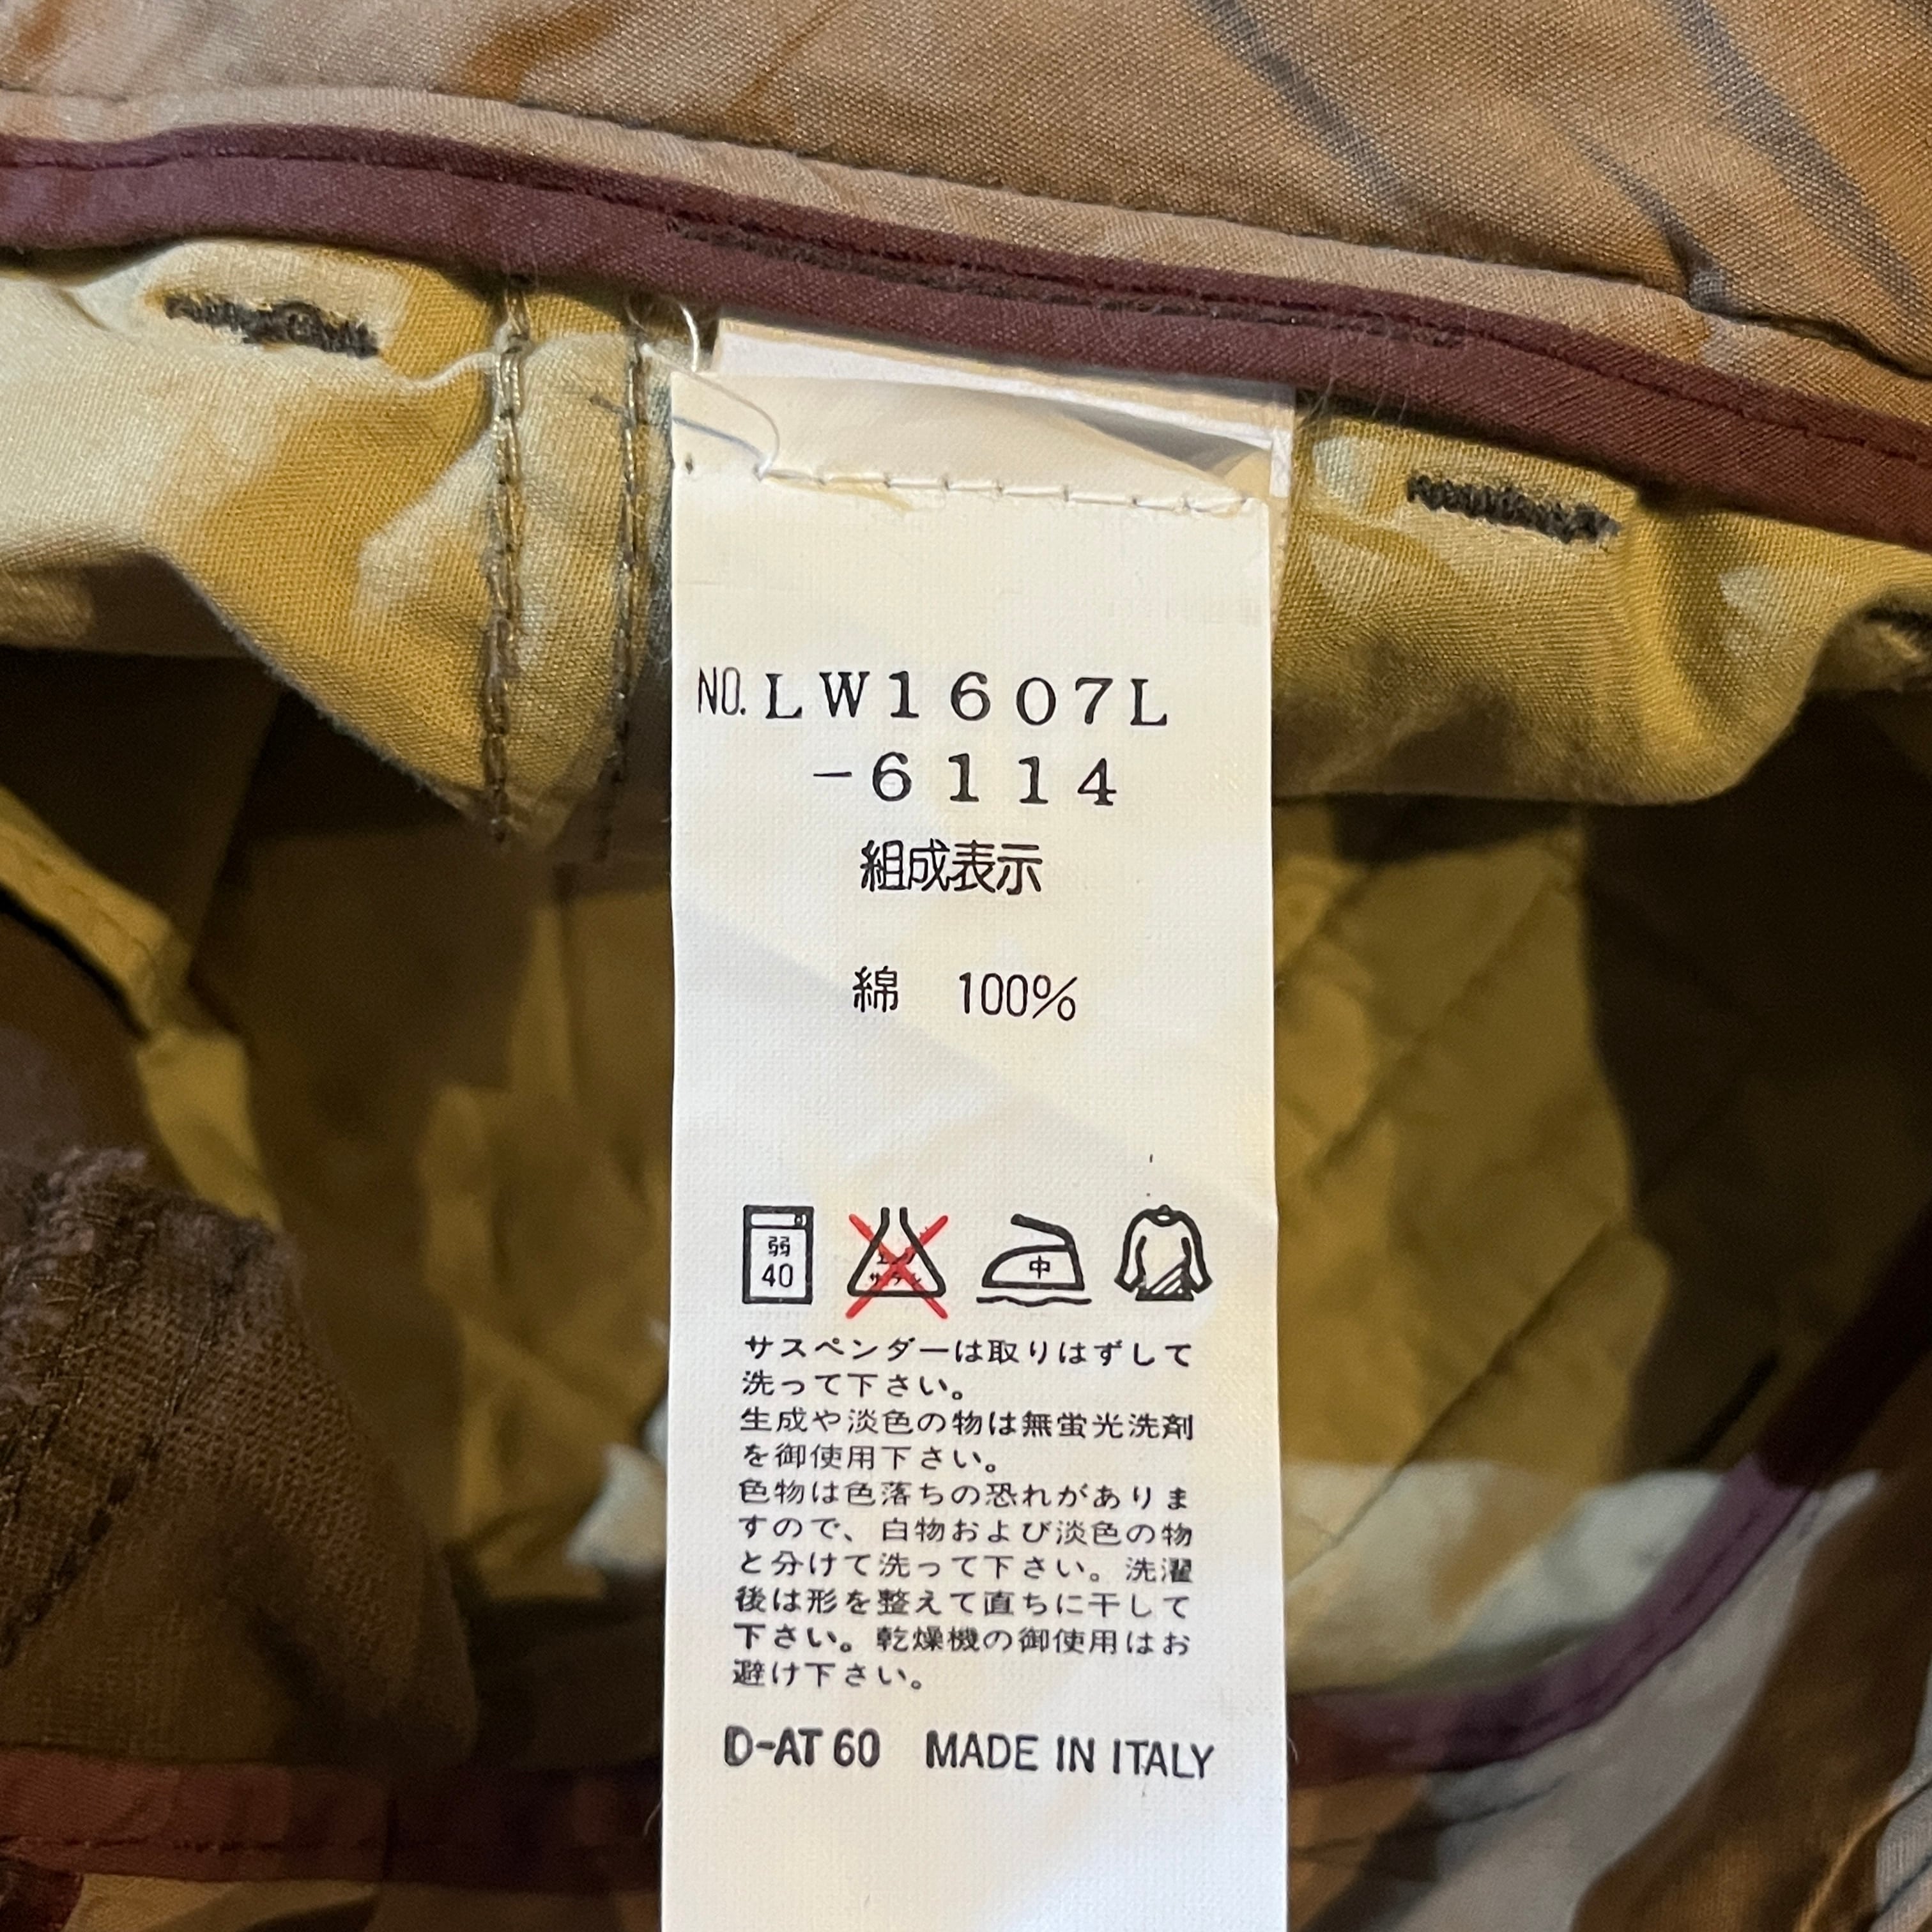 NO.LW1607L
-6114
組成表示
綿 100%
弱
40
エンソ
サラシ
中
サスペンダーは取りはずして
洗って下さい。
生成や淡色の物は無蛍光洗剤
を御使用下さい。
色物は色落ちの恐れがありま
すので、白物および淡色の物
と分けて洗って下さい。洗濯
後は形を整えて直ちに干して
下さい。乾燥機の御使用はお
避け下さい。
D-AT 60 MADE IN ITALY